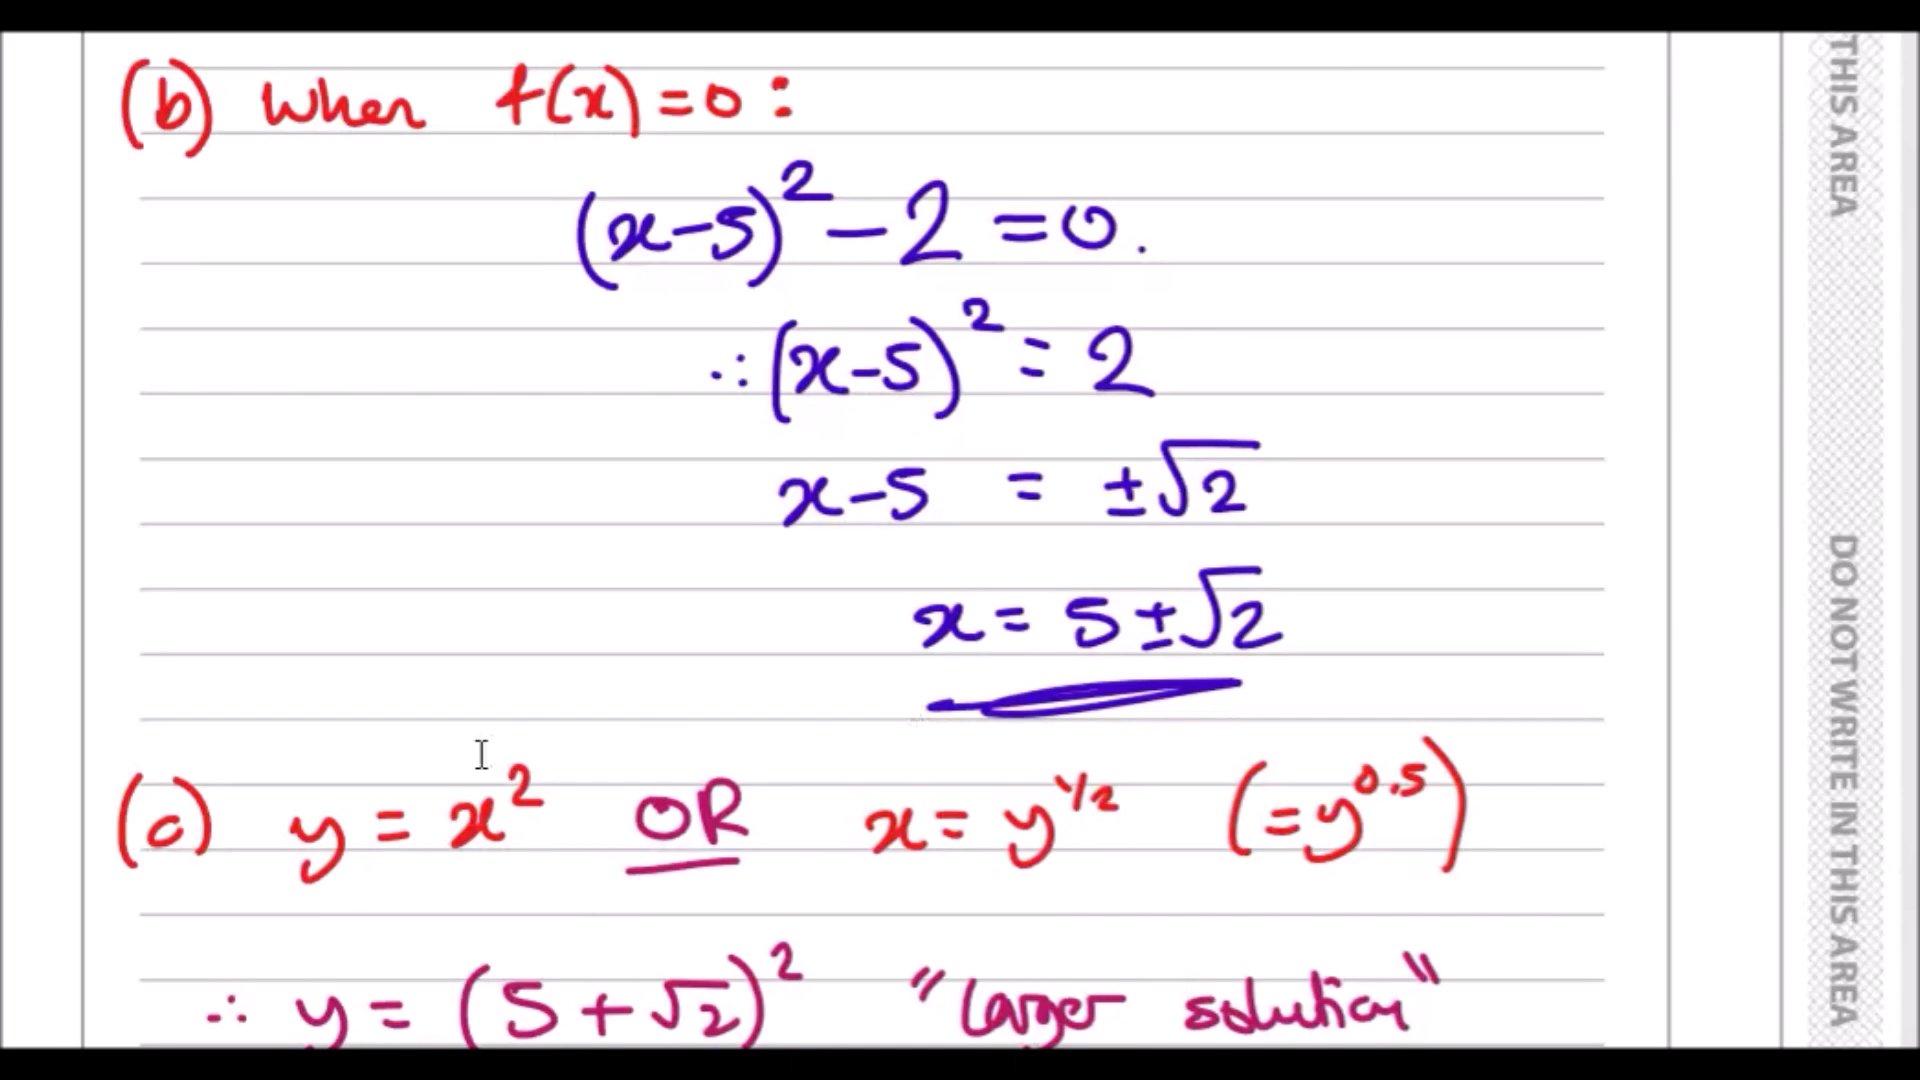 (b) When f(x)=0:
(x-5)² - 2 = 0.
∴ (x-5)² = 2
x-5 = ±√2
x = 5±√2
(c) y = x² OR x = y^1/2 (= y^0.5)
∴ y = (5+√2)² "larger solution"
THIS AREA
DO NOT WRITE IN THIS AREA